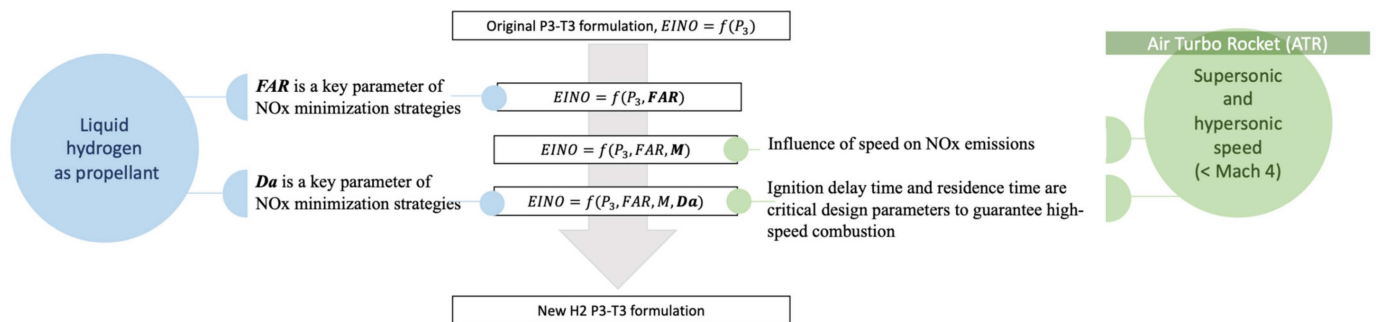 Original P3-T3 formulation, EINO = f(P₃)
Air Turbo Rocket (ATR)
Liquid
hydrogen
as propellant
FAR is a key parameter of
NOx minimization strategies
EINO = f(P₃, FAR)
Supersonic
and
hypersonic
speed
(< Mach 4)
EINO = f(P₃, FAR, M)
Influence of speed on NOx emissions
Da is a key parameter of
NOx minimization strategies
EINO = f(P₃, FAR, M, Da)
Ignition delay time and residence time are
critical design parameters to guarantee high-
speed combustion
New H2 P3-T3 formulation